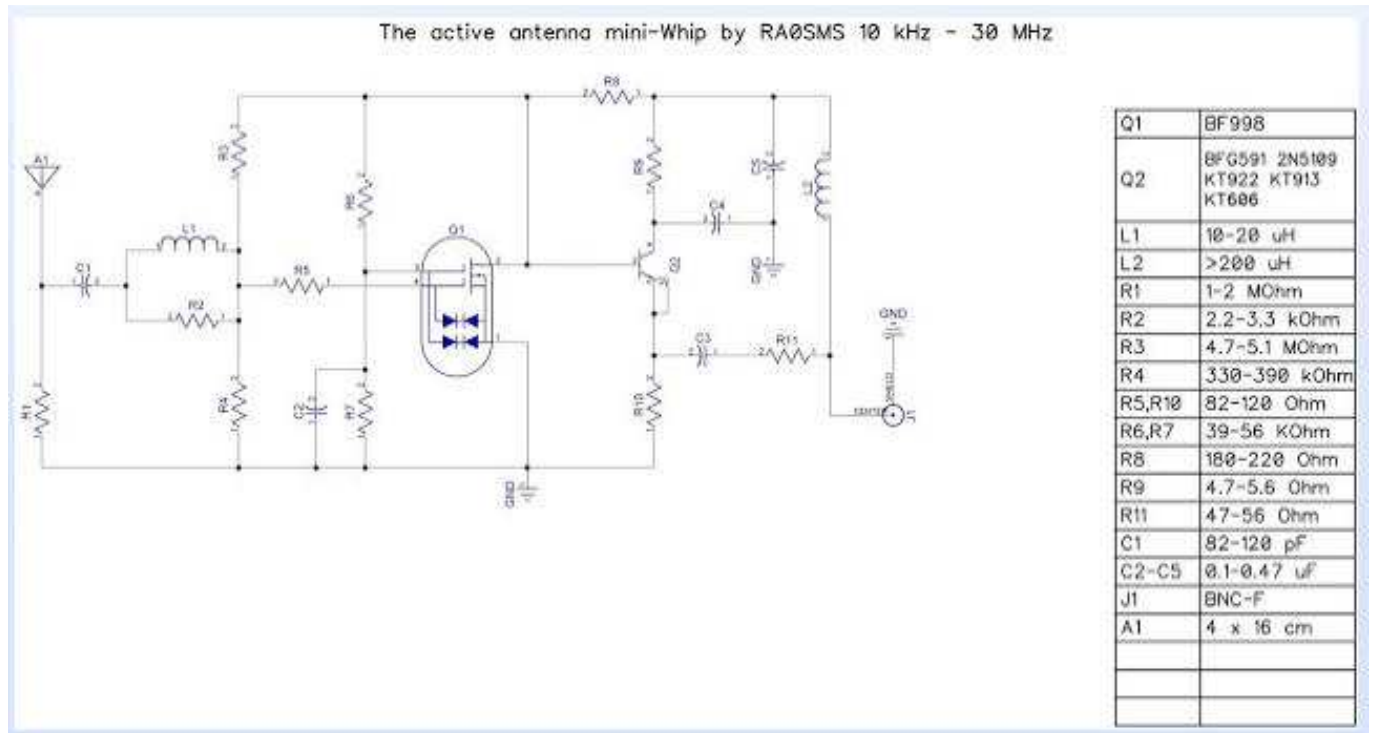 The active antenna mini-Whip by RA0SMS 10 kHz - 30 MHz
A1
C1
L1
R2
R1
R3
R4
R5
R6
R7
C2
Q1
GND
R8
R9
C4
C5
L2
Q2
GND
C3
R11
R10
GND
J1
Q1 BF998
Q2 BFG591 2N5109
KT922 KT913
KT606
L1 10-20 uH
L2 >200 uH
R1 1-2 MOhm
R2 2.2-3.3 kOhm
R3 4.7-5.1 MOhm
R4 330-390 kOhm
R5,R10 82-120 Ohm
R6,R7 39-56 KOhm
R8 180-220 Ohm
R9 4.7-5.6 Ohm
R11 47-56 Ohm
C1 82-120 pF
C2-C5 0.1-0.47 uF
J1 BNC-F
A1 4 x 16 cm